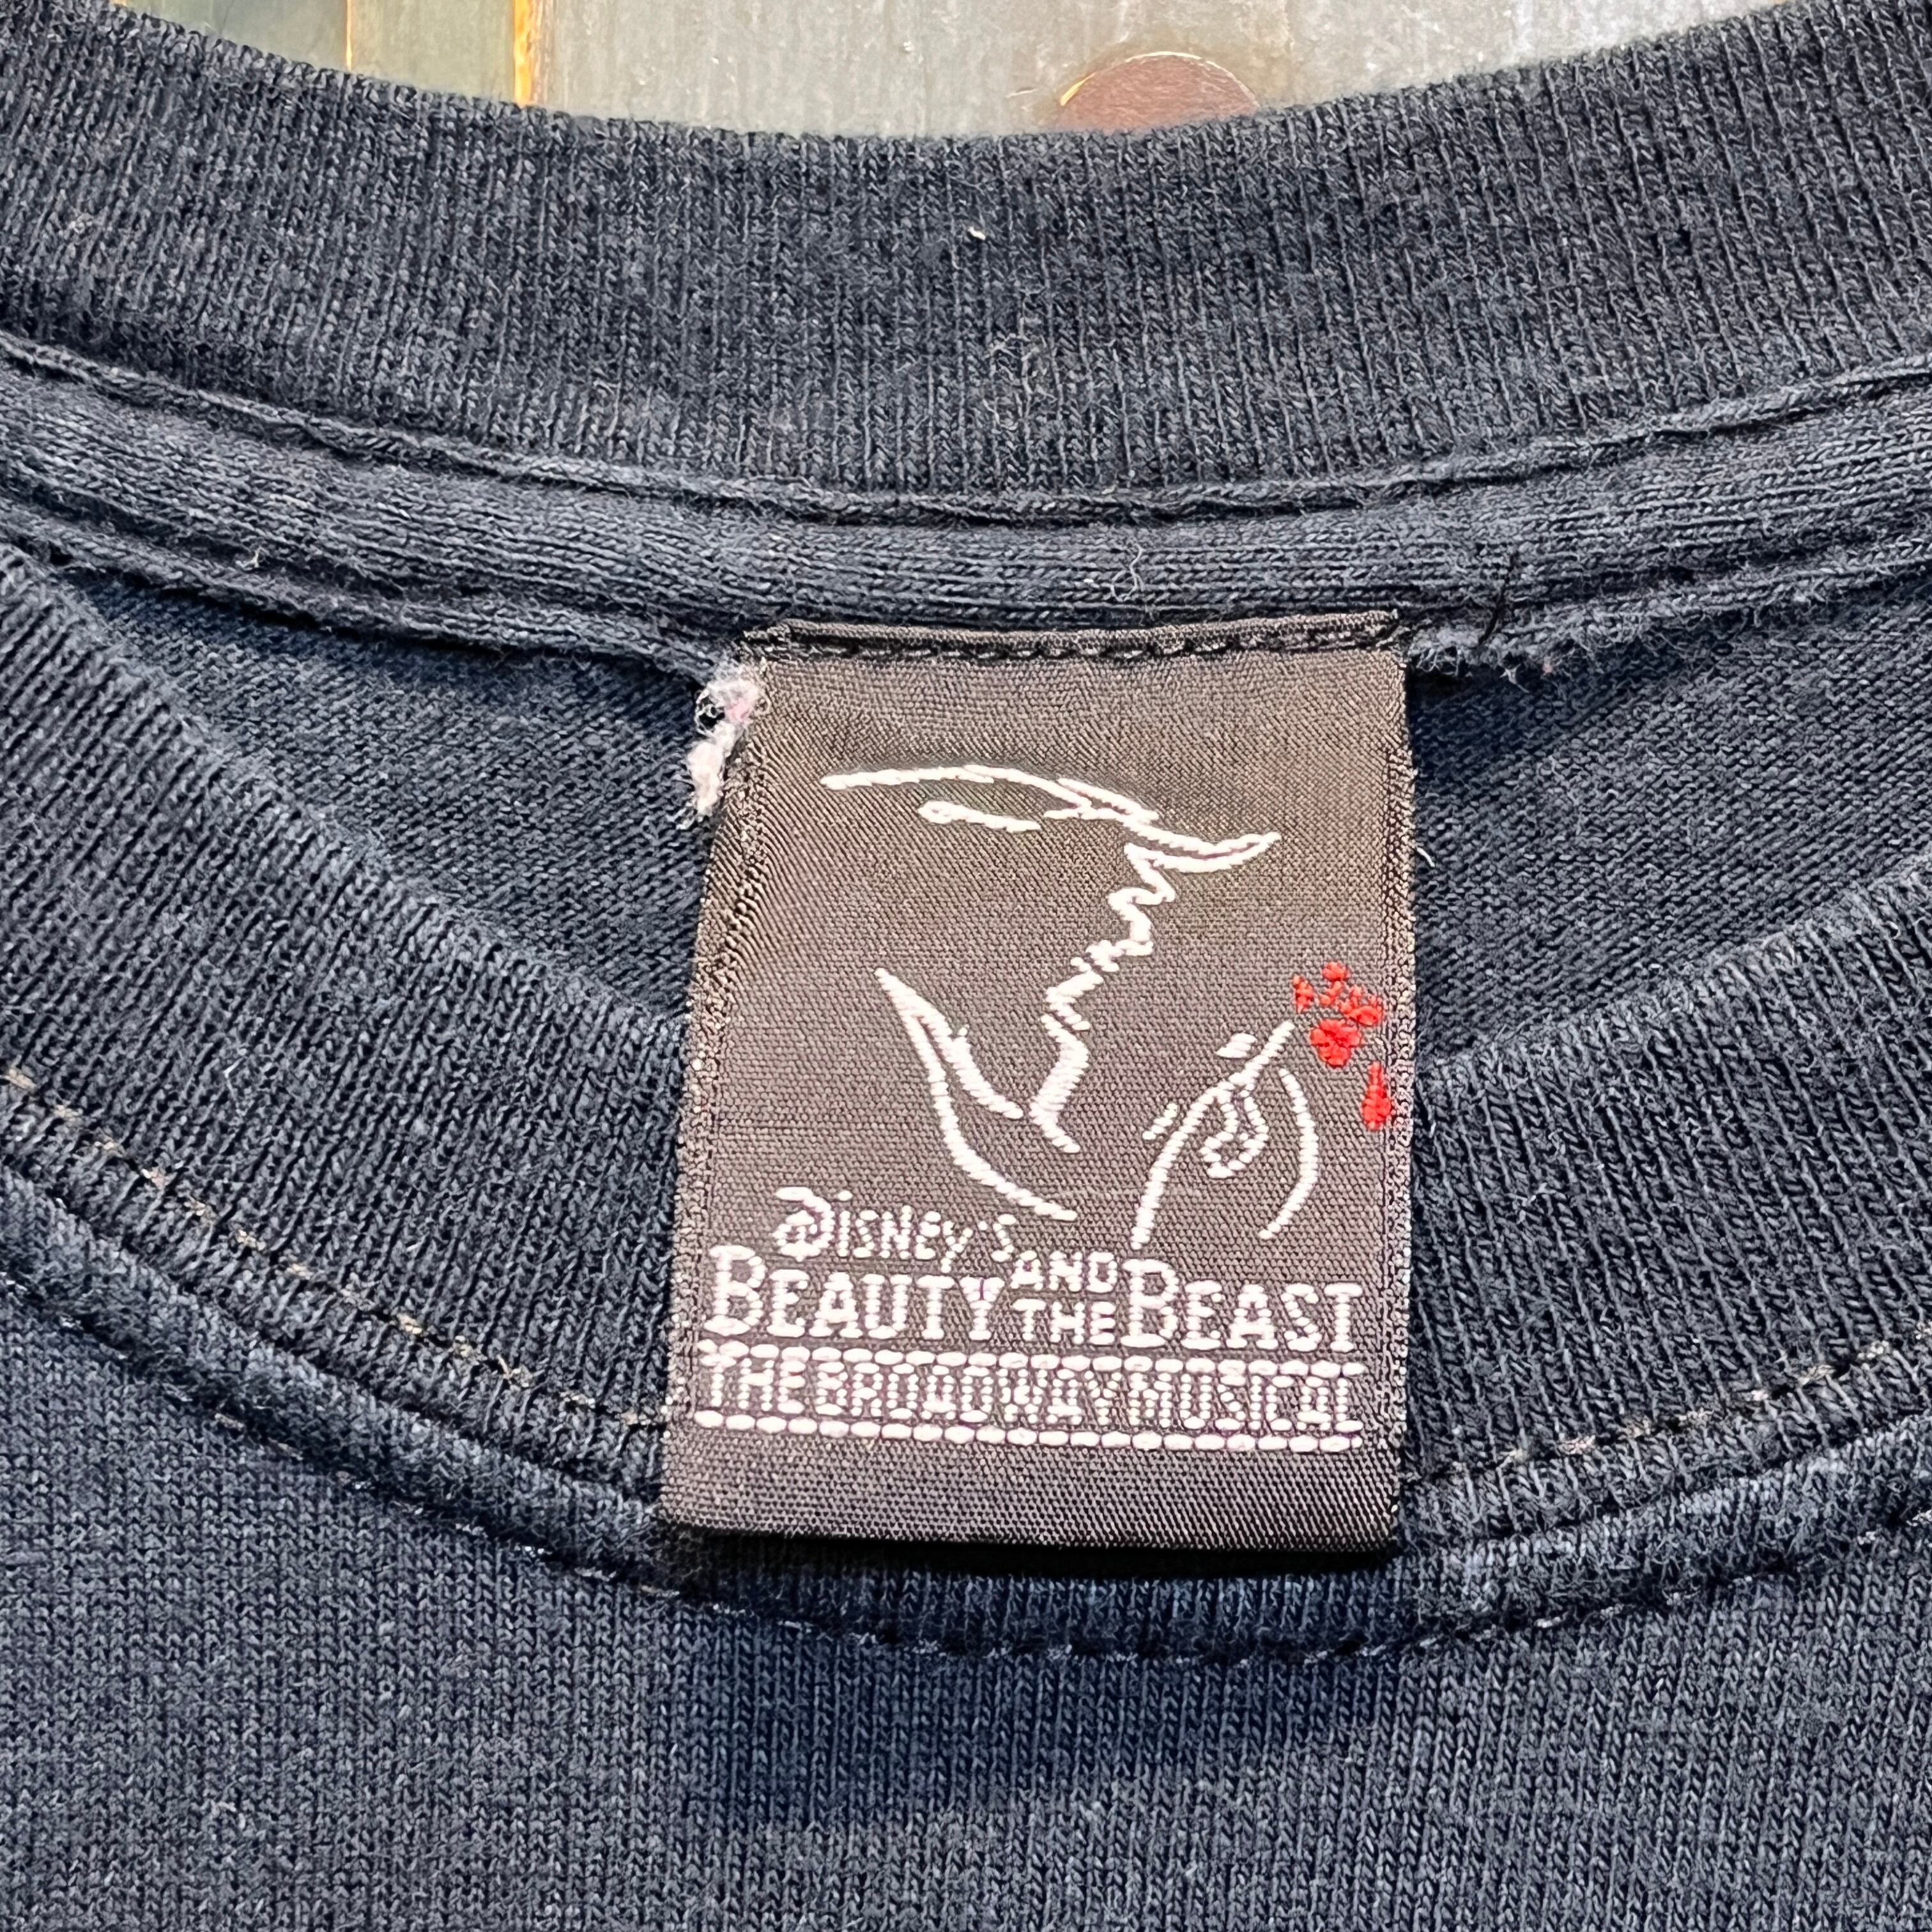 DISNEY'S
BEAUTY AND THE BEAST
THE BROADWAY MUSICAL